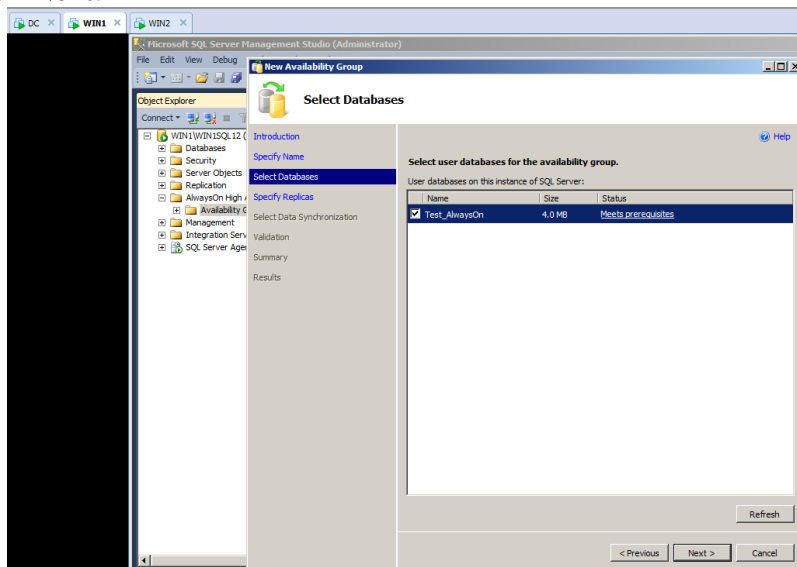 DC × WIN1 × WIN2 ×
Microsoft SQL Server Management Studio (Administrator)
File Edit View Debug
New Availability Group
Select Databases
Object Explorer
Connect
WIN1\WIN1SQL12 (
Databases
Security
Server Objects
Replication
AlwaysOn High A
Availability G
Management
Integration Serv
SQL Server Agen
Introduction
Specify Name
Select Databases
Specify Replicas
Select Data Synchronization
Validation
Summary
Results
Help
Select user databases for the availability group.
User databases on this instance of SQL Server:
Name Size Status
Test_AlwaysOn 4.0 MB Meets prerequisites
Refresh
< Previous Next > Cancel